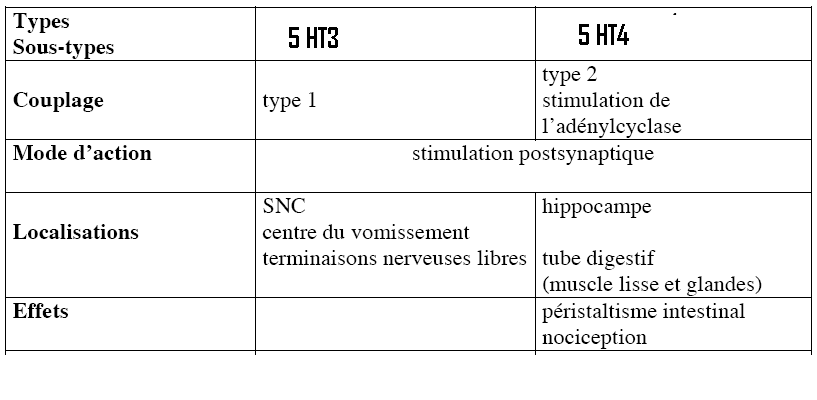 Types
Sous-types
5 HT3
5 HT4
Couplage
type 1
type 2
stimulation de
l'adénylcyclase
Mode d'action
stimulation postsynaptique
Localisations
SNC
centre du vomissement
terminaisons nerveuses libres
hippocampe
tube digestif
(muscle lisse et glandes)
Effets
péristaltisme intestinal
nociception